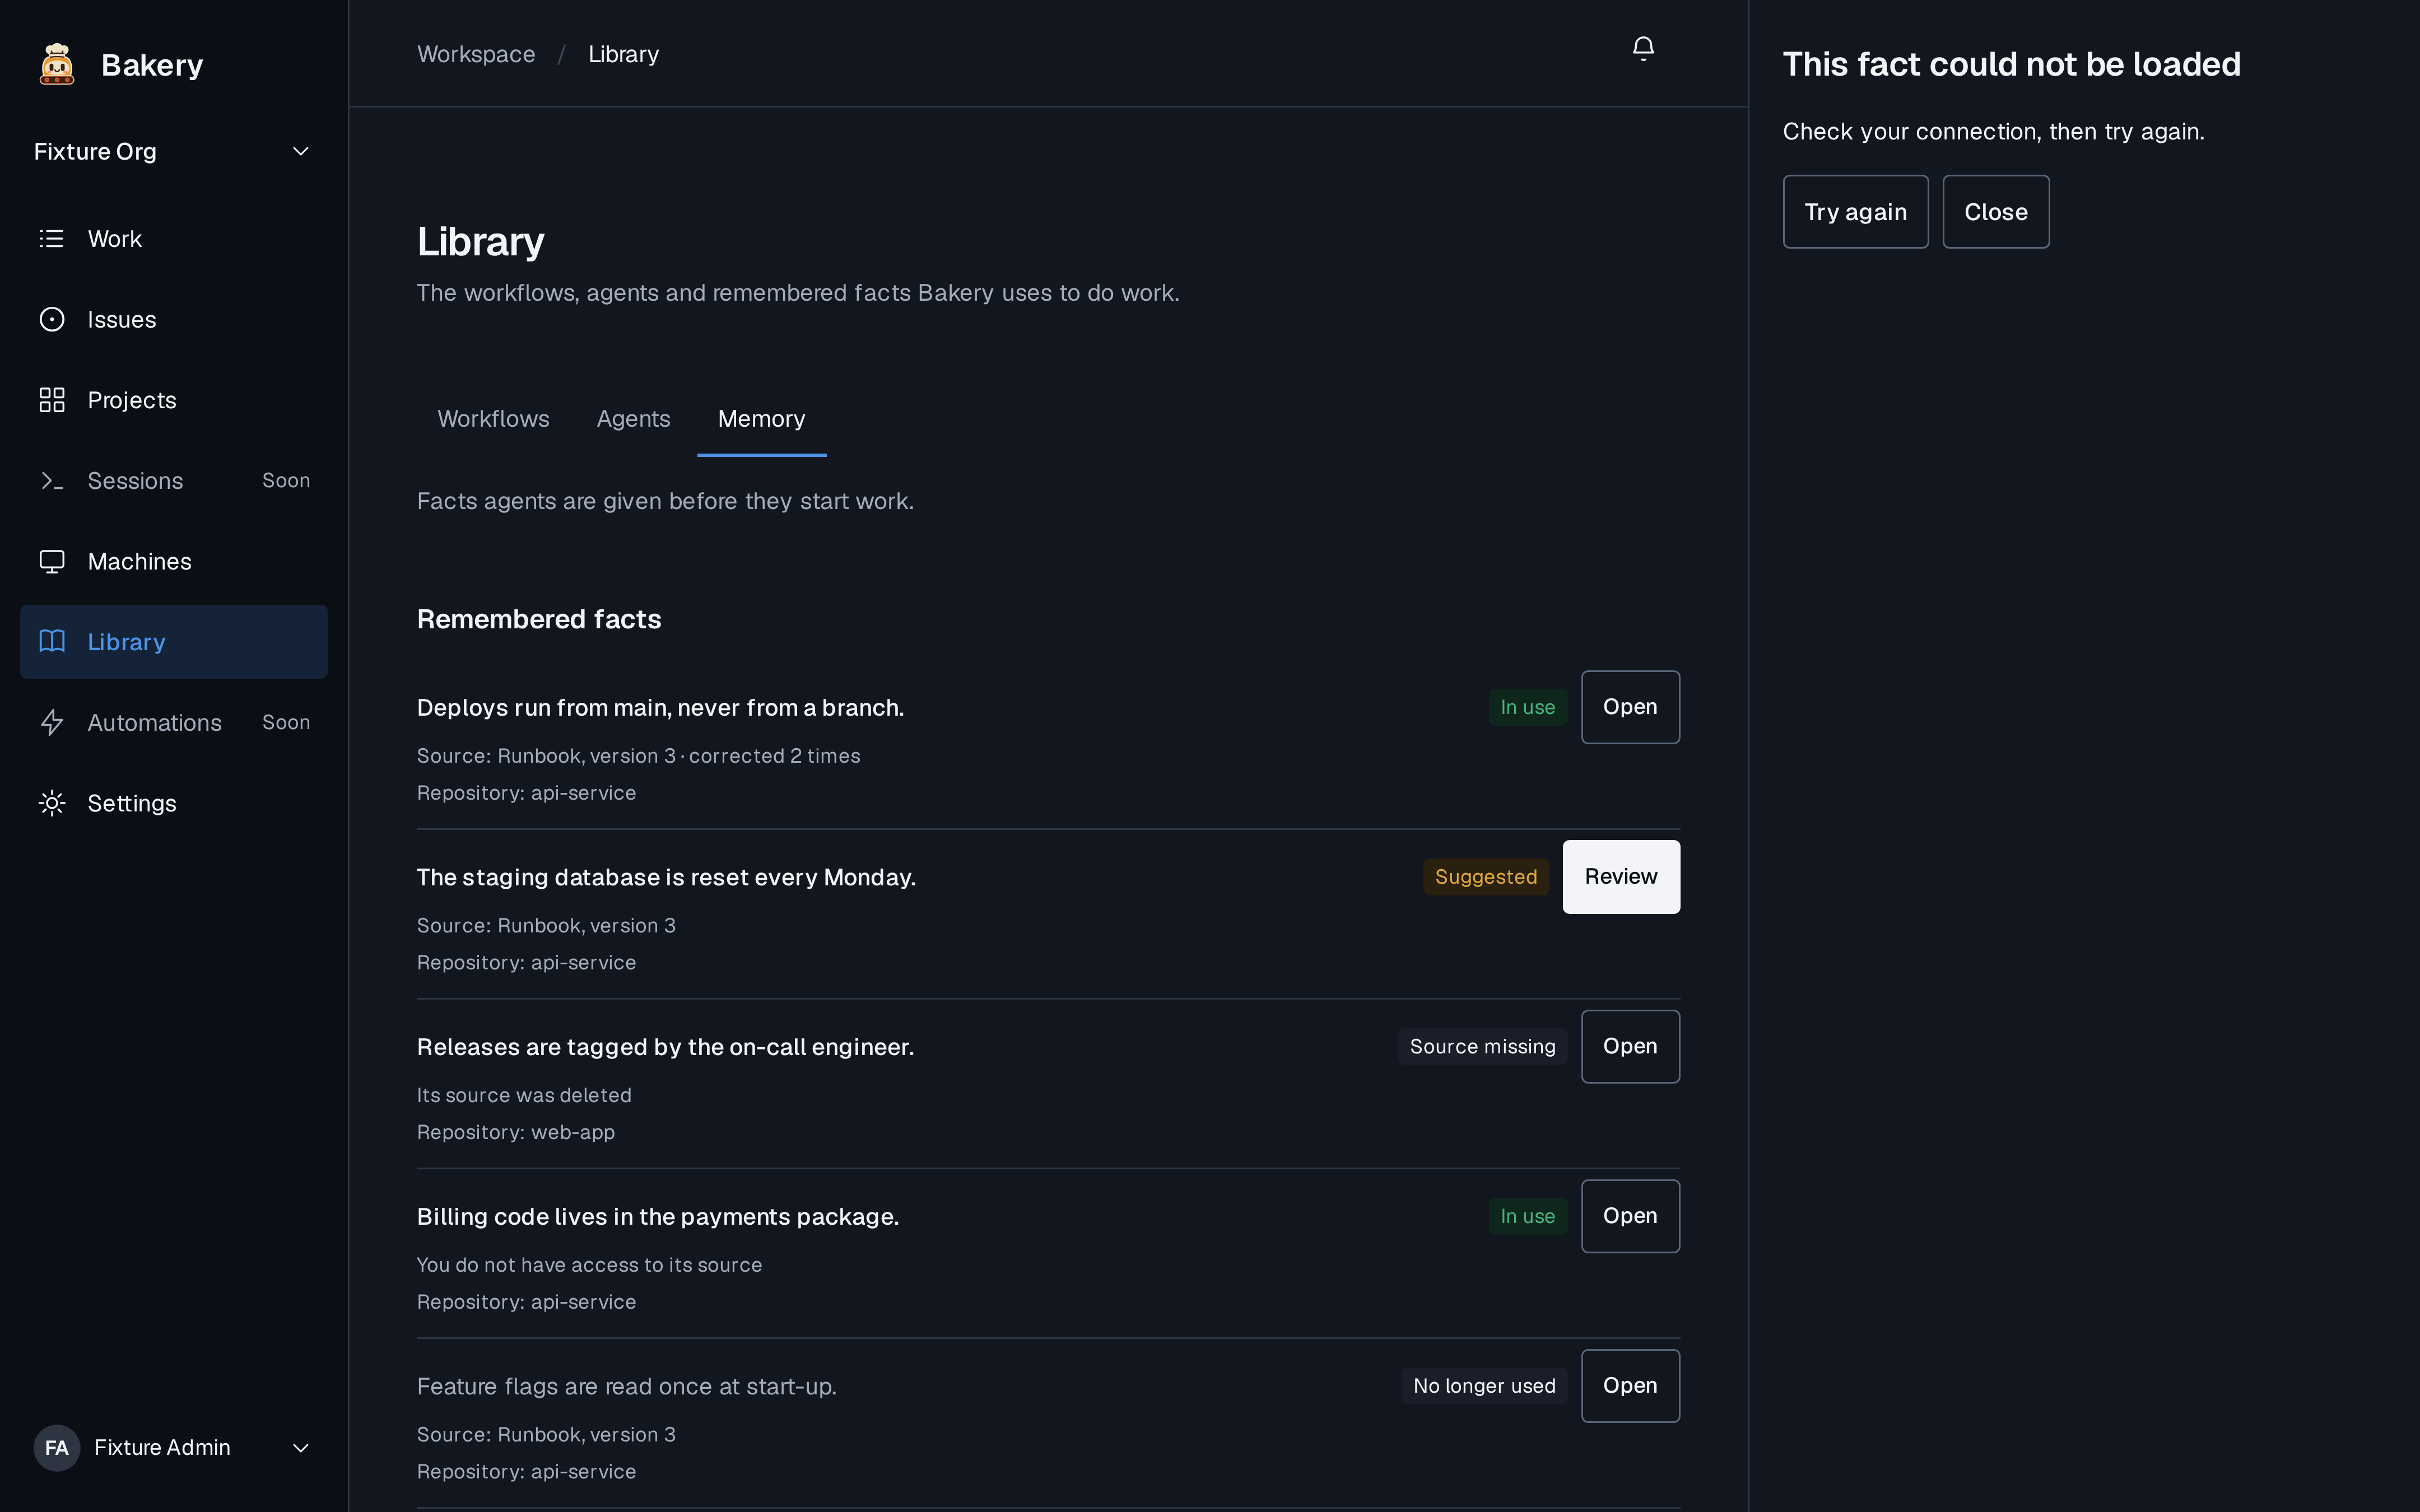 Bakery
Fixture Org
Work
Issues
Projects
Sessions Soon
Machines
Library
Automations Soon
Settings
FA Fixture Admin
Workspace / Library
Library
The workflows, agents and remembered facts Bakery uses to do work.
Workflows Agents Memory
Facts agents are given before they start work.
Remembered facts
Deploys run from main, never from a branch. In use Open
Source: Runbook, version 3 · corrected 2 times
Repository: api-service
The staging database is reset every Monday. Suggested Review
Source: Runbook, version 3
Repository: api-service
Releases are tagged by the on-call engineer. Source missing Open
Its source was deleted
Repository: web-app
Billing code lives in the payments package. In use Open
You do not have access to its source
Repository: api-service
Feature flags are read once at start-up. No longer used Open
Source: Runbook, version 3
Repository: api-service
This fact could not be loaded
Check your connection, then try again.
Try again Close